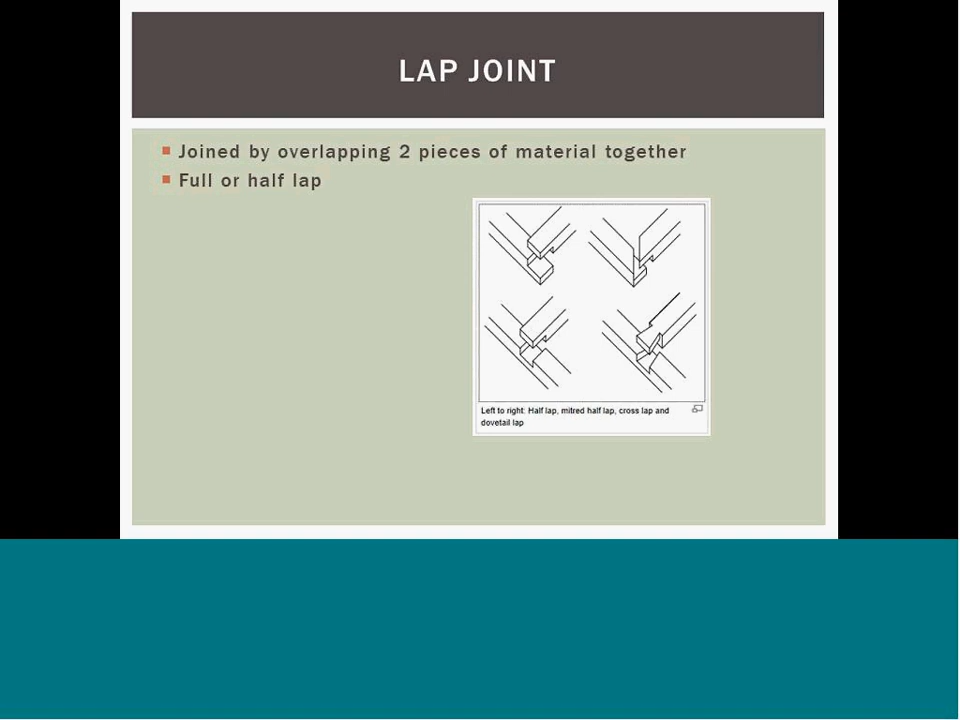 LAP JOINT
Joined by overlapping 2 pieces of material together
Full or half lap
Left to right: Half lap, mitred half lap, cross lap and
dovetail lap